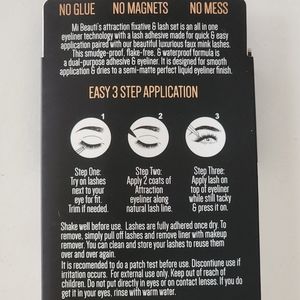 NO GLUE NO MAGNETS NO MESS
Mi Beauti's attraction fixative & lash set is an all in one
eyeliner technology with a lash adhesive made for quick & easy
application paired with our beautiful luxurious faux mink lashes.
This smudge-proof, flake-free, & waterproof formula is
a dual-purpose adhesive & eyeliner. It is designed for smooth
application & dries to a semi-matte perfect liquid eyeliner finish.
EASY 3 STEP APPLICATION
1 2 3
Step One:
Try on lashes
next to your
eye for fit.
Trim if needed.
Step Two:
Apply 2 coats of
Attraction
eyeliner along
natural lash line.
Step Three:
Apply lash on
top of eyeliner
while still tacky
& press it on.
Shake well before use. Lashes are fully adhered once dry. To
remove, simply pull off lashes and remove liner with makeup
remover. You can clean and store your lashes to reuse them
over and over again.
It is recomended to do a patch test before use. Discontiune use if
irritation occurs. For external use only. Keep out of reach of
children. Do not put directly in eyes or on contact lenses. If you do
get it in your eyes, rinse with warm water.